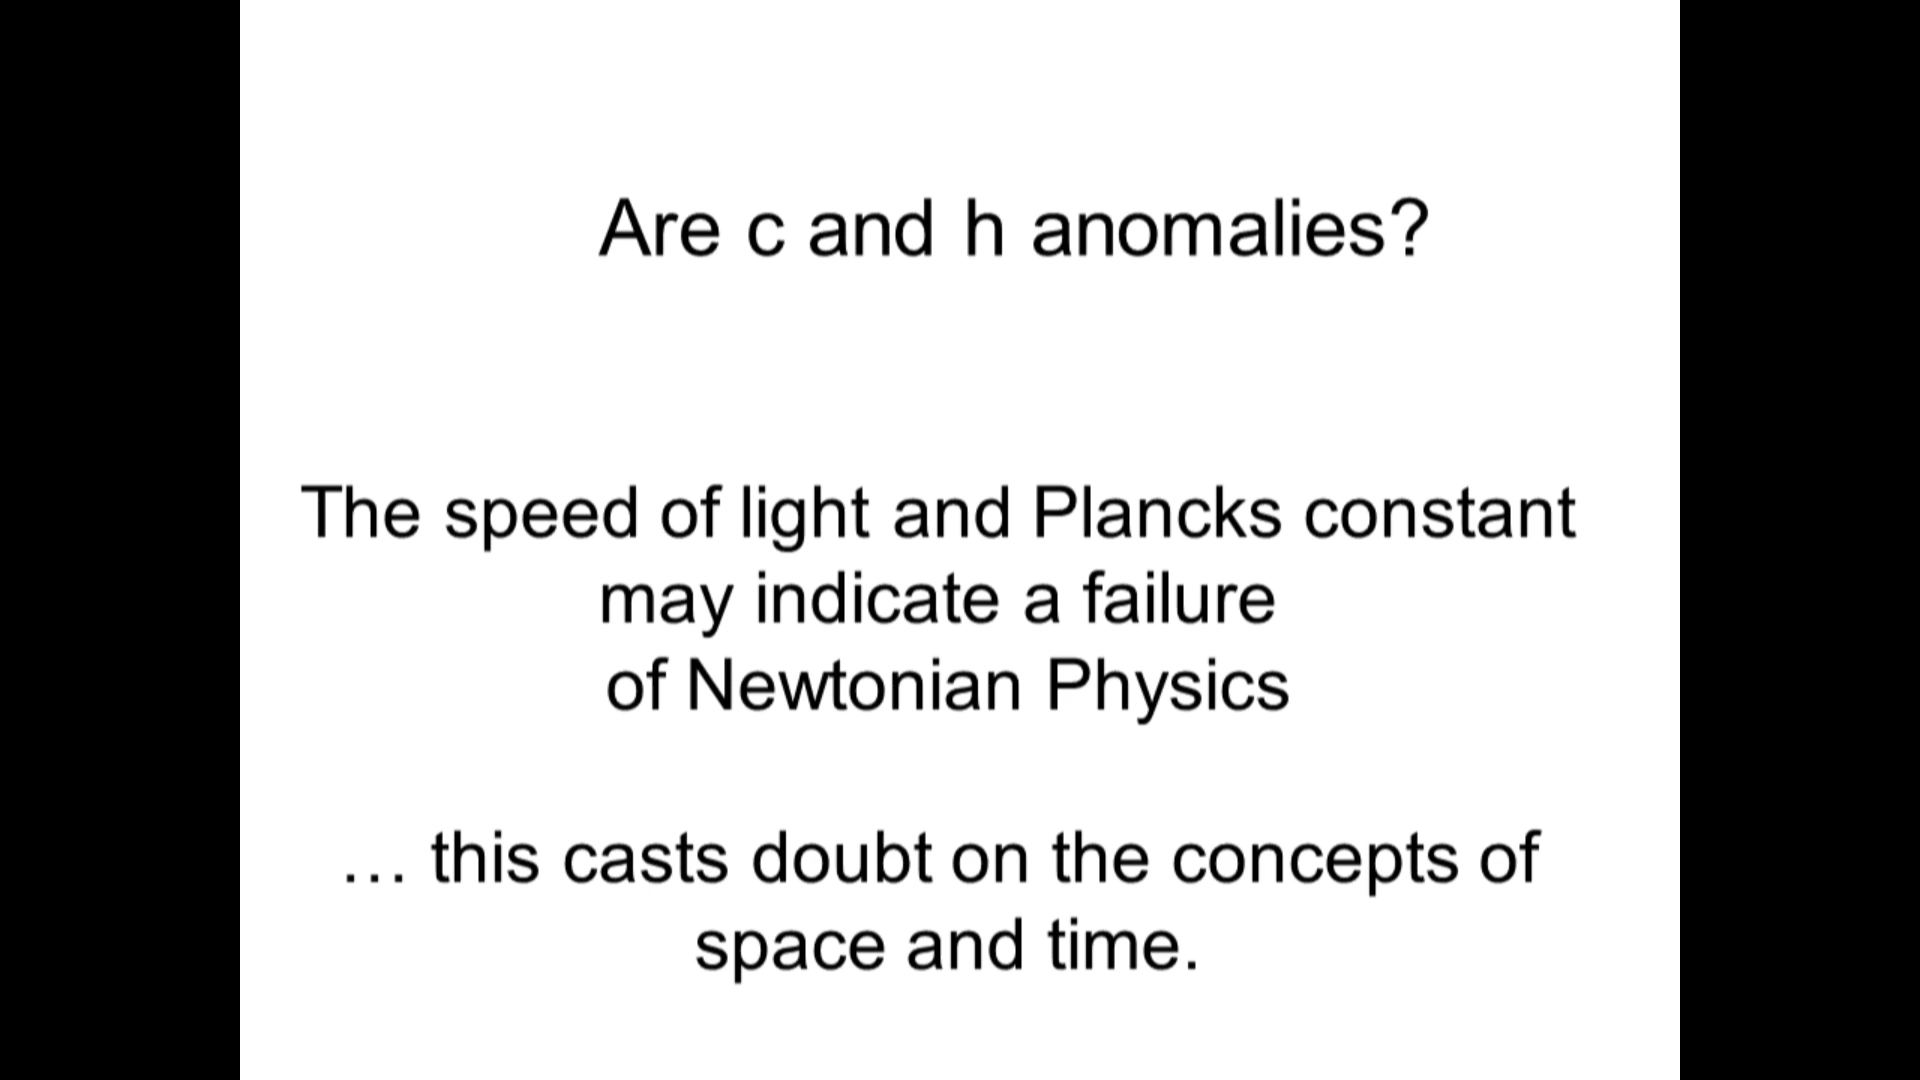 Are c and h anomalies?
The speed of light and Plancks constant
may indicate a failure
of Newtonian Physics
… this casts doubt on the concepts of
space and time.